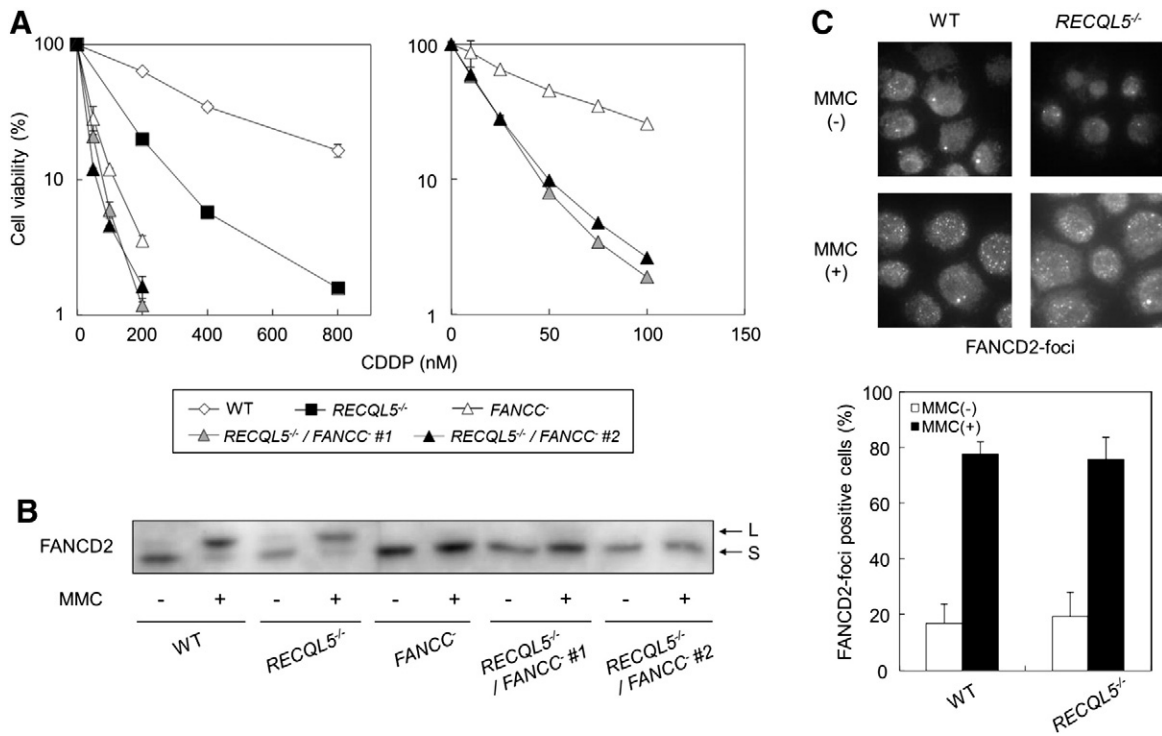 A
100
10
1
Cell viability (%)
0 200 400 600 800
100
10
1
0 50 100 150
CDDP (nM)
WT RECQL5-/- FANCC-
RECQL5-/- / FANCC- #1 RECQL5-/- / FANCC- #2
B
FANCD2
L
S
MMC - + - + - + - + - +
WT
RECQL5-/-
FANCC-
RECQL5-/-
/ FANCC- #1
RECQL5-/-
/ FANCC- #2
C
WT RECQL5-/-
MMC
(-)
MMC
(+)
FANCD2-foci
FANCD2-foci positive cells (%)
100
80
60
40
20
0
MMC(-)
MMC(+)
WT
RECQL5-/-